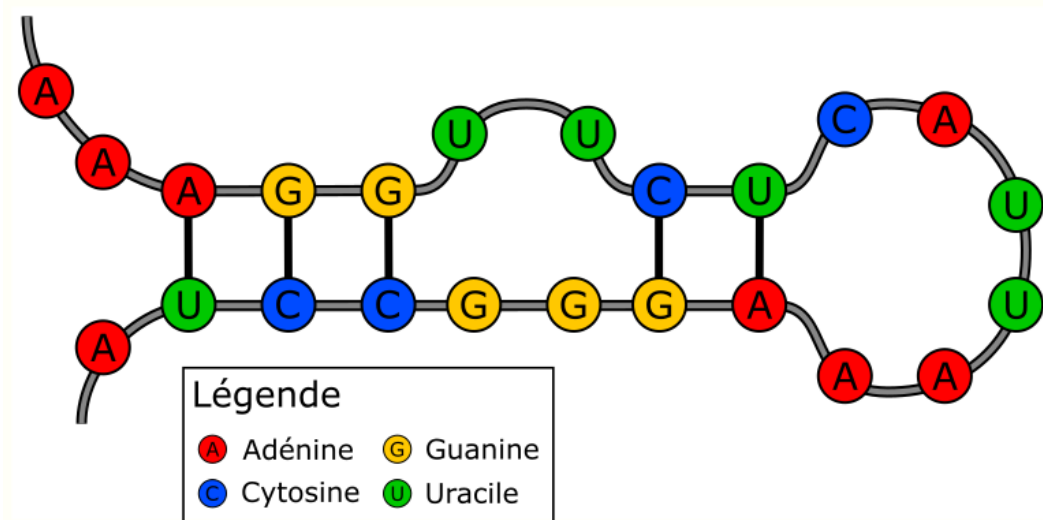 C A
U U
A
A
A G G C U U
U C C G G G A U
A A A
Légende
A Adénine G Guanine
C Cytosine U Uracile